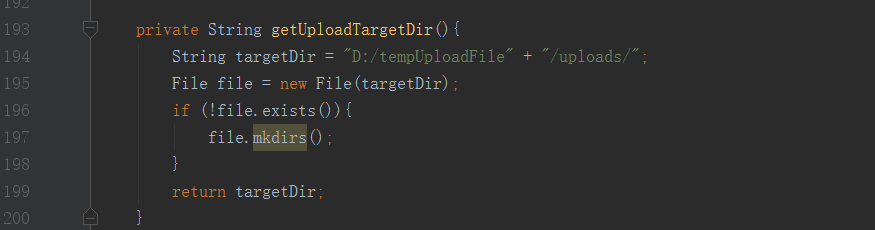 192
193 private String getUploadTargetDir(){
194 String targetDir = "D:/tempUploadFile" + "/uploads/";
195 File file = new File(targetDir);
196 if (!file.exists()){
197 file.mkdirs();
198 }
199 return targetDir;
200 }